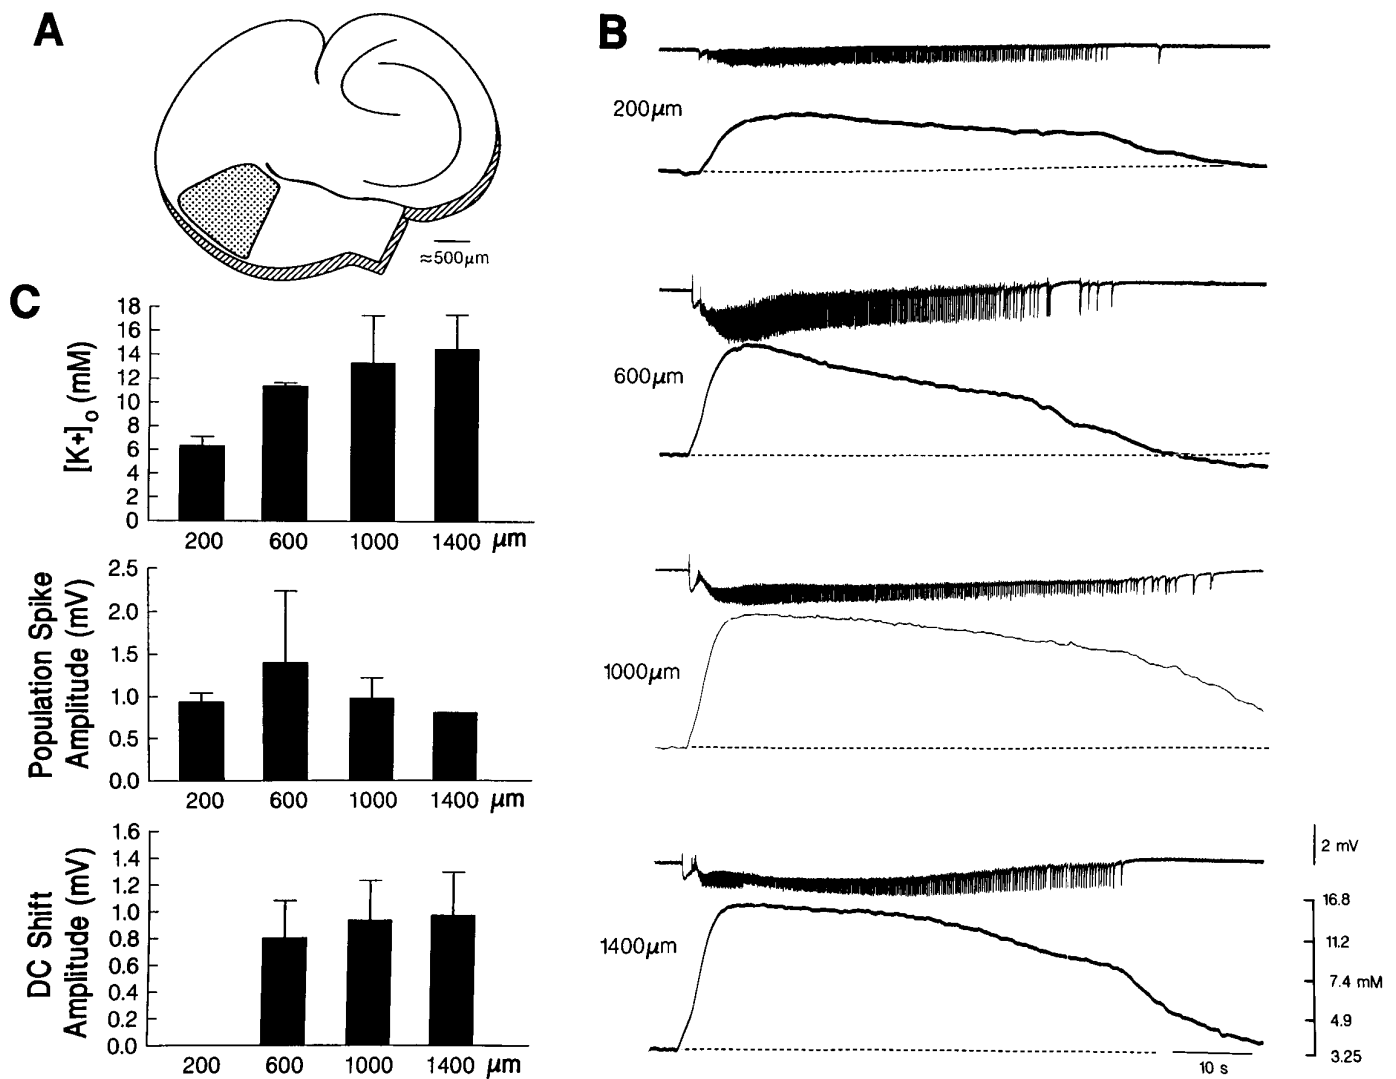 A
≈500μm
B
200μm
600μm
1000μm
1400μm
2 mV
16.8
11.2
7.4 mM
4.9
3.25
10 s
C
[K+]o (mM)
18
16
14
12
10
8
6
4
2
0
200 600 1000 1400 μm
Population Spike
Amplitude (mV)
2.5
2.0
1.5
1.0
0.5
0.0
200 600 1000 1400 μm
DC Shift
Amplitude (mV)
1.6
1.4
1.2
1.0
0.8
0.6
0.4
0.2
0.0
200 600 1000 1400 μm